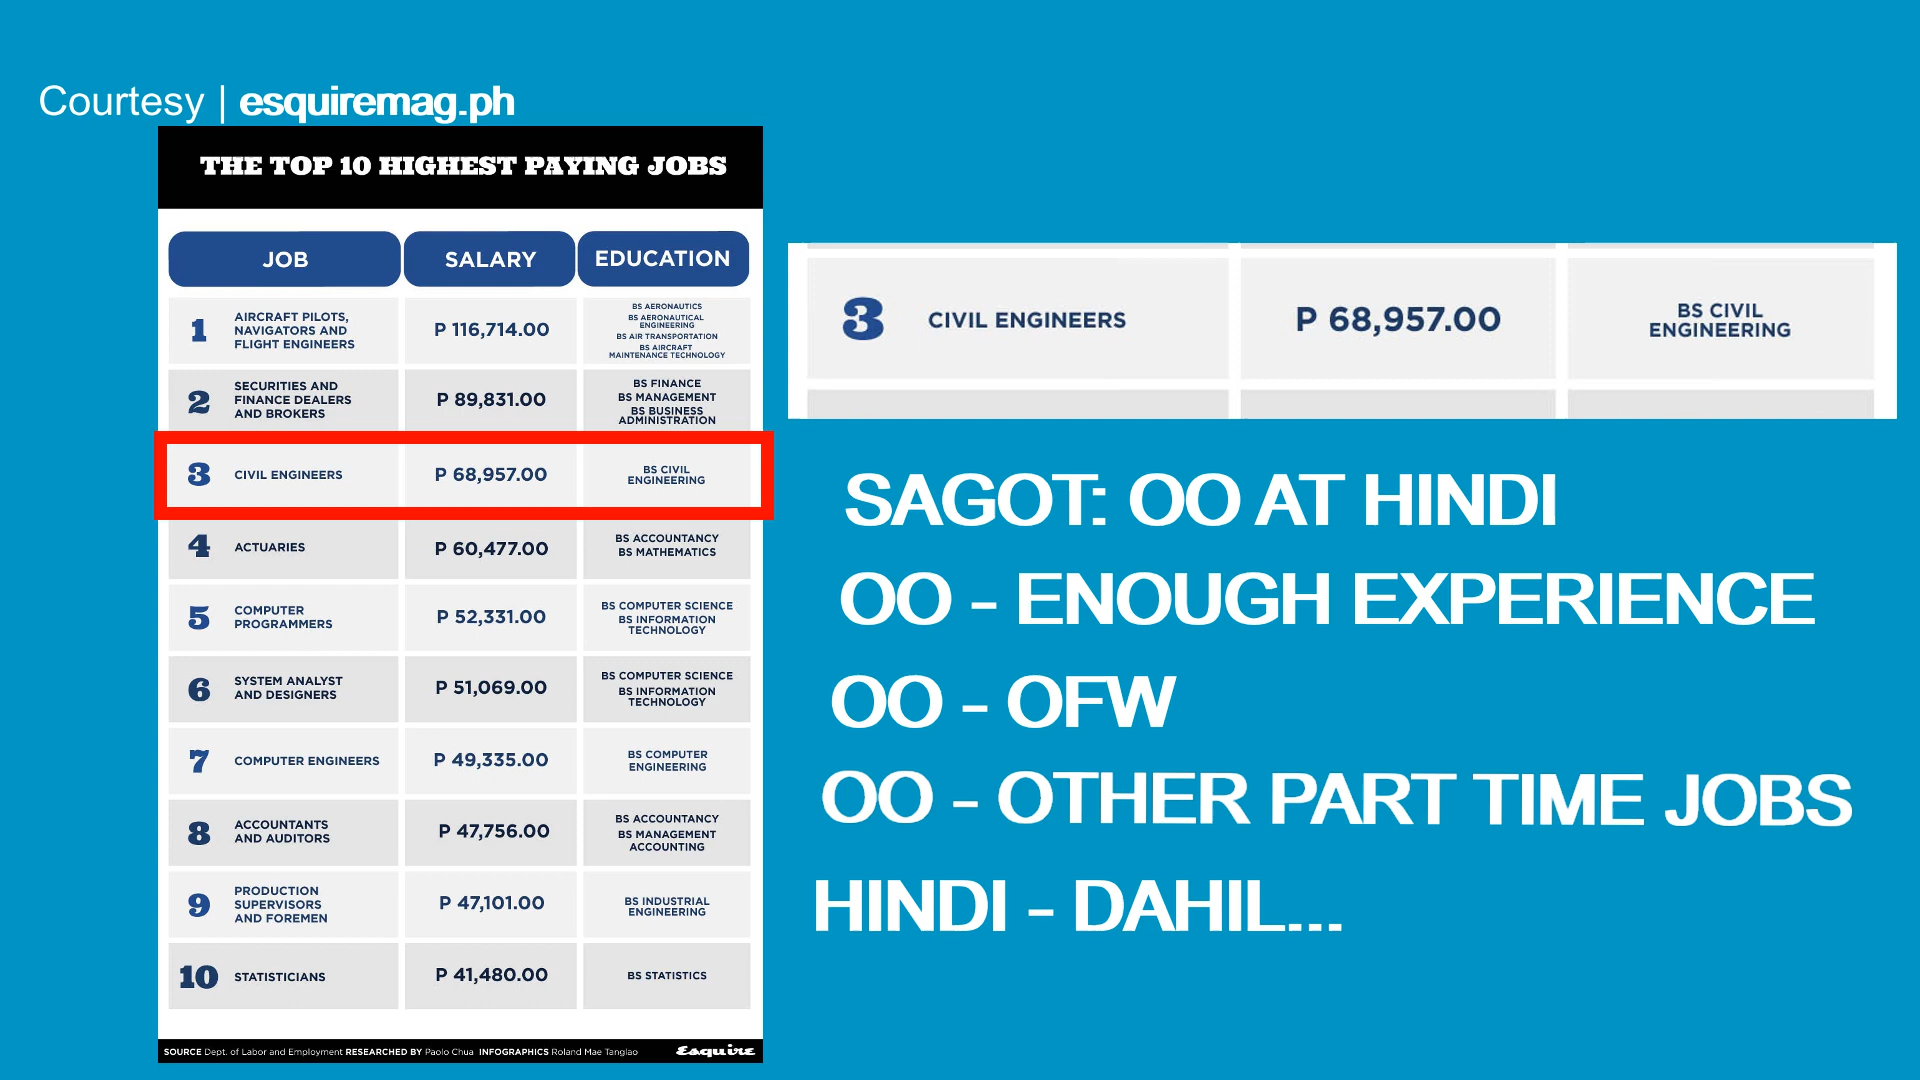 Courtesy | esquiremag.ph
THE TOP 10 HIGHEST PAYING JOBS
JOB SALARY EDUCATION
1 AIRCRAFT PILOTS, NAVIGATORS AND FLIGHT ENGINEERS P 116,714.00 BS AERONAUTICS BS AERONAUTICAL ENGINEERING BS AIR TRANSPORTATION BS AIRCRAFT MAINTENANCE TECHNOLOGY
2 SECURITIES AND FINANCE DEALERS AND BROKERS P 89,831.00 BS FINANCE BS MANAGEMENT BS BUSINESS ADMINISTRATION
3 CIVIL ENGINEERS P 68,957.00 BS CIVIL ENGINEERING
4 ACTUARIES P 60,477.00 BS ACCOUNTANCY BS MATHEMATICS
5 COMPUTER PROGRAMMERS P 52,331.00 BS COMPUTER SCIENCE BS INFORMATION TECHNOLOGY
6 SYSTEM ANALYST AND DESIGNERS P 51,069.00 BS COMPUTER SCIENCE BS INFORMATION TECHNOLOGY
7 COMPUTER ENGINEERS P 49,335.00 BS COMPUTER ENGINEERING
8 ACCOUNTANTS AND AUDITORS P 47,756.00 BS ACCOUNTANCY BS MANAGEMENT ACCOUNTING
9 PRODUCTION SUPERVISORS AND FOREMEN P 47,101.00 BS INDUSTRIAL ENGINEERING
10 STATISTICIANS P 41,480.00 BS STATISTICS
SOURCE Dept. of Labor and Employment RESEARCHED BY Paolo Chua INFOGRAPHICS Roland Mae Tanglao Esquire
3 CIVIL ENGINEERS P 68,957.00 BS CIVIL ENGINEERING
SAGOT: OO AT HINDI
OO - ENOUGH EXPERIENCE
OO - OFW
OO - OTHER PART TIME JOBS
HINDI - DAHIL...